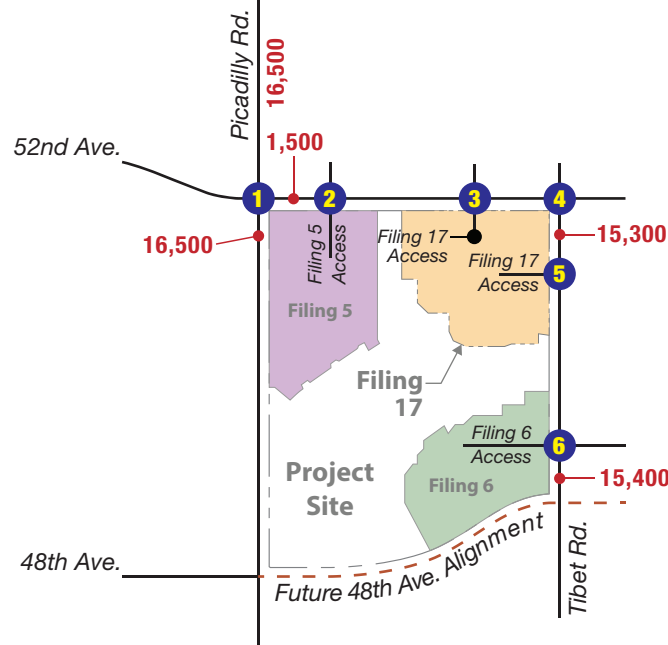 Picadilly Rd.
16,500
52nd Ave.
1,500
1
2
3
4
16,500
Filing 5
Access
Filing 17
Access
15,300
Filing 17
Access
5
Filing 5
Filing
17
Filing 6
Access
6
Project
Site
Filing 6
15,400
48th Ave.
Future 48th Ave. Alignment
Tibet Rd.